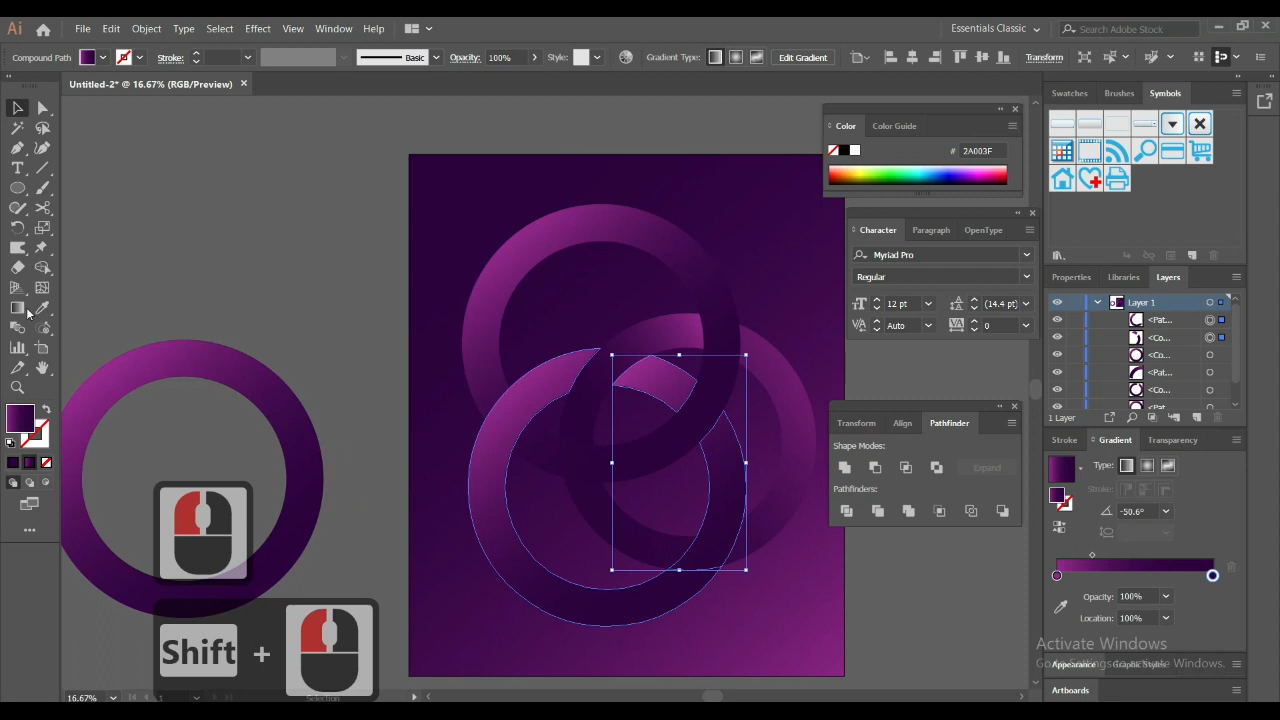 Ai File Edit Object Type Select Effect View Window Help Essentials Classic Search Adobe Stock
Compound Path Stroke: Basic Opacity: 100% Style: Gradient Type: Edit Gradient Transform
Untitled-2* @ 16.67% (RGB/Preview)
Swatches Brushes Symbols
Color Color Guide
# 2A003F
Character Paragraph OpenType
Myriad Pro
Regular
12 pt (14.4 pt)
Auto 0
Properties Libraries Layers
Layer 1
<Pat...
<Co...
<Co...
<Pat...
<Co...
<Pat...
1 Layer
Transform Align Pathfinder
Shape Modes:
Expand
Pathfinders:
Stroke Gradient Transparency
Type:
Stroke:
-50.6°
Opacity: 100%
Location: 100%
Activate Windows
Go to Settings to activate Windows.
Appearance Graphic Styles
Artboards
Shift +
16.67% 1 Selection